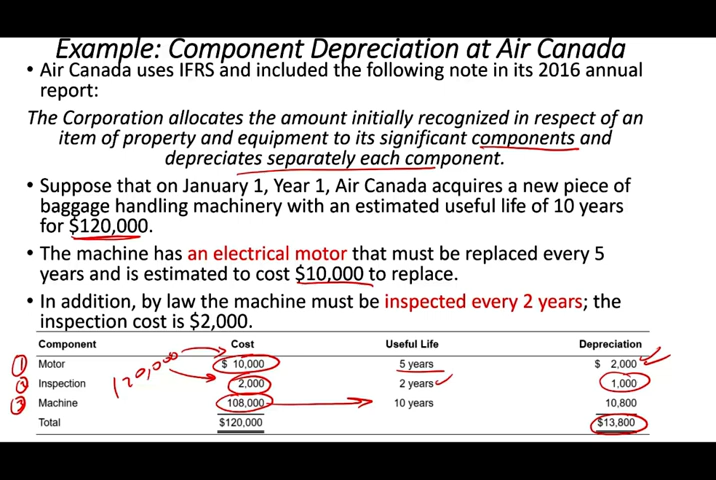 Example: Component Depreciation at Air Canada
• Air Canada uses IFRS and included the following note in its 2016 annual
report:
The Corporation allocates the amount initially recognized in respect of an
item of property and equipment to its significant components and
depreciates separately each component.
• Suppose that on January 1, Year 1, Air Canada acquires a new piece of
baggage handling machinery with an estimated useful life of 10 years
for $120,000.
• The machine has an electrical motor that must be replaced every 5
years and is estimated to cost $10,000 to replace.
• In addition, by law the machine must be inspected every 2 years; the
inspection cost is $2,000.
Component Cost Useful Life Depreciation
1 Motor $ 10,000 5 years $ 2,000
2 Inspection 2,000 2 years 1,000
120,000
3 Machine 108,000 10 years 10,800
Total $120,000 $13,800